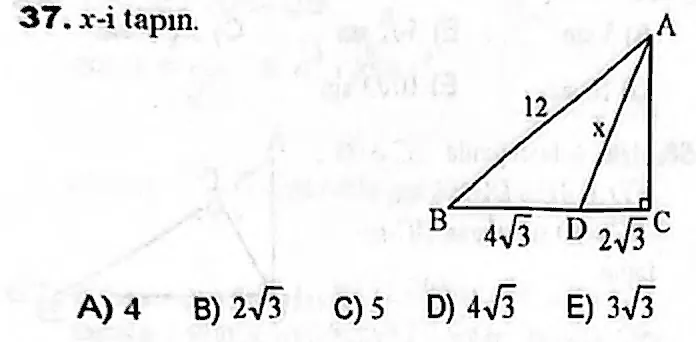 37. x-i tapın.
A
12
x
B
4√3
D
2√3
C
A) 4 B) 2√3 C) 5 D) 4√3 E) 3√3